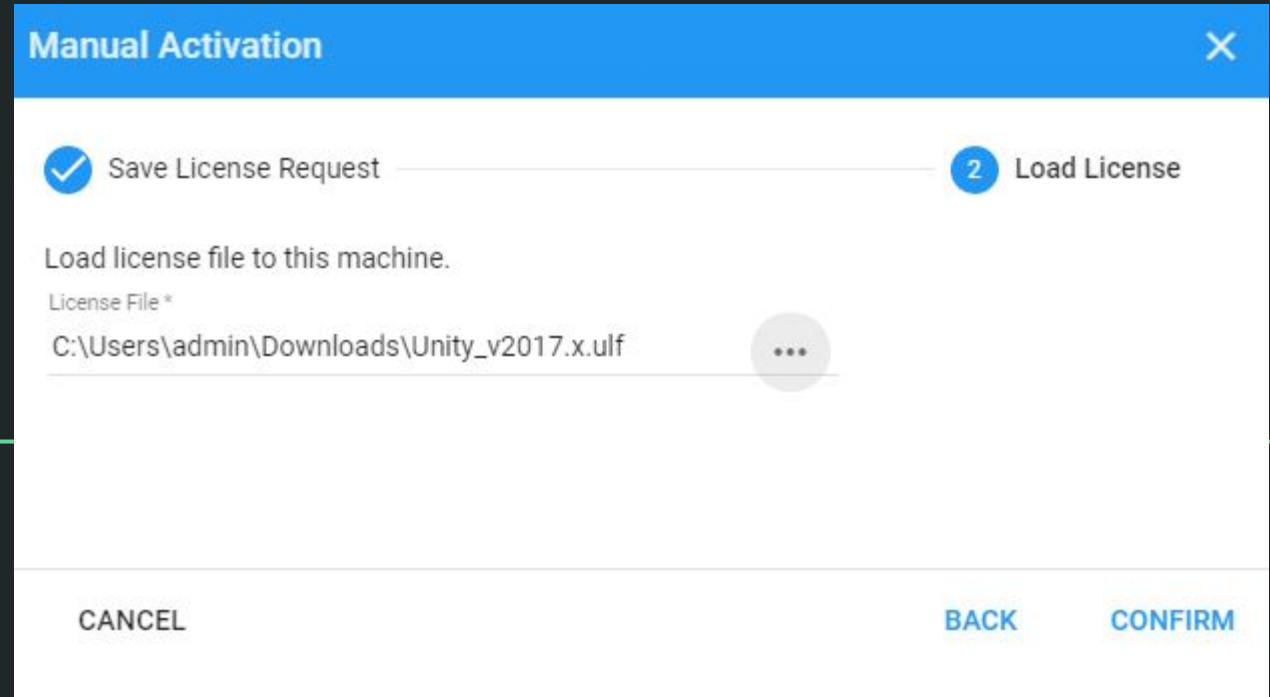 Manual Activation
Save License Request
2 Load License
Load license file to this machine.
License File *
C:\Users\admin\Downloads\Unity_v2017.x.ulf
CANCEL BACK CONFIRM